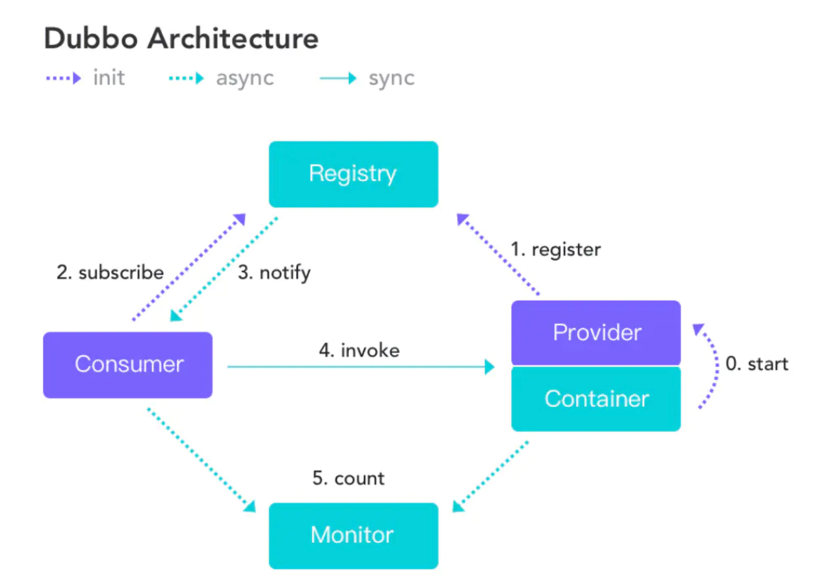 Dubbo Architecture
init async sync
Registry
1. register
2. subscribe
3. notify
Provider
Consumer
4. invoke
0. start
Container
5. count
Monitor